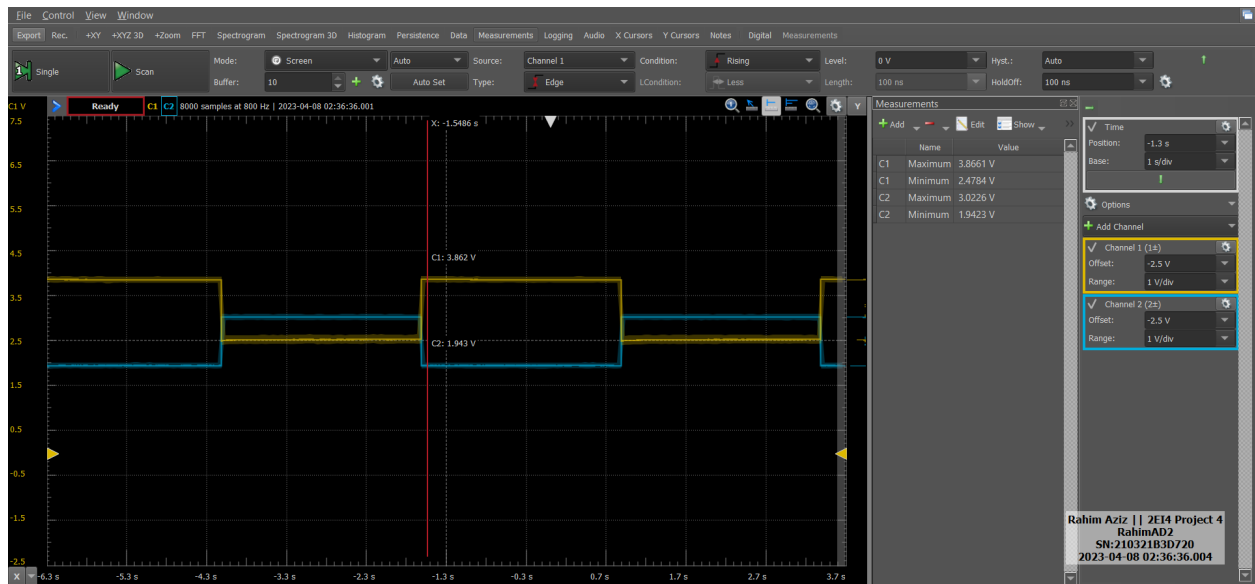 File Control View Window
Export Rec. +XY +XYZ 3D +Zoom FFT Spectrogram Spectrogram 3D Histogram Persistence Data Measurements Logging Audio X Cursors Y Cursors Notes Digital Measurements
1 Single Scan Mode: Screen Auto Source: Channel 1 Condition: Rising Level: 0 V Hyst.: Auto
Buffer: 10 Auto Set Type: Edge LCondition: Less Length: 100 ns HoldOff: 100 ns
C1 V Ready C1 C2 8000 samples at 800 Hz | 2023-04-08 02:36:36.001 Y
7.5
6.5
5.5
4.5
3.5
2.5
1.5
0.5
-0.5
-1.5
-2.5
X: -1.5486 s
C1: 3.862 V
C2: 1.943 V
X -6.3 s -5.3 s -4.3 s -3.3 s -2.3 s -1.3 s -0.3 s 0.7 s 1.7 s 2.7 s 3.7 s
Measurements
Add Edit Show
Name Value
C1 Maximum 3.8661 V
C1 Minimum 2.4784 V
C2 Maximum 3.0226 V
C2 Minimum 1.9423 V
Time
Position: -1.3 s
Base: 1 s/div
Options
Add Channel
Channel 1 (1±)
Offset: -2.5 V
Range: 1 V/div
Channel 2 (2±)
Offset: -2.5 V
Range: 1 V/div
Rahim Aziz || 2EI4 Project 4
RahimAD2
SN:210321B3D720
2023-04-08 02:36:36.004